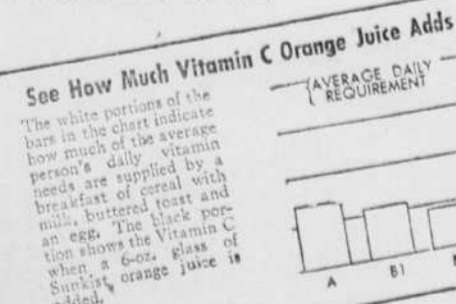 See How Much Vitamin C Orange Juice Adds
The white portions of the
bars in the chart indicate
how much of the average
person's daily vitamin
needs are supplied by a
breakfast of cereal with
milk, buttered toast and
an egg. The black por-
tion shows the Vitamin C
when a 6-oz. glass of
Sunkist orange juice is
added.
AVERAGE DAILY
REQUIREMENT
A
B1